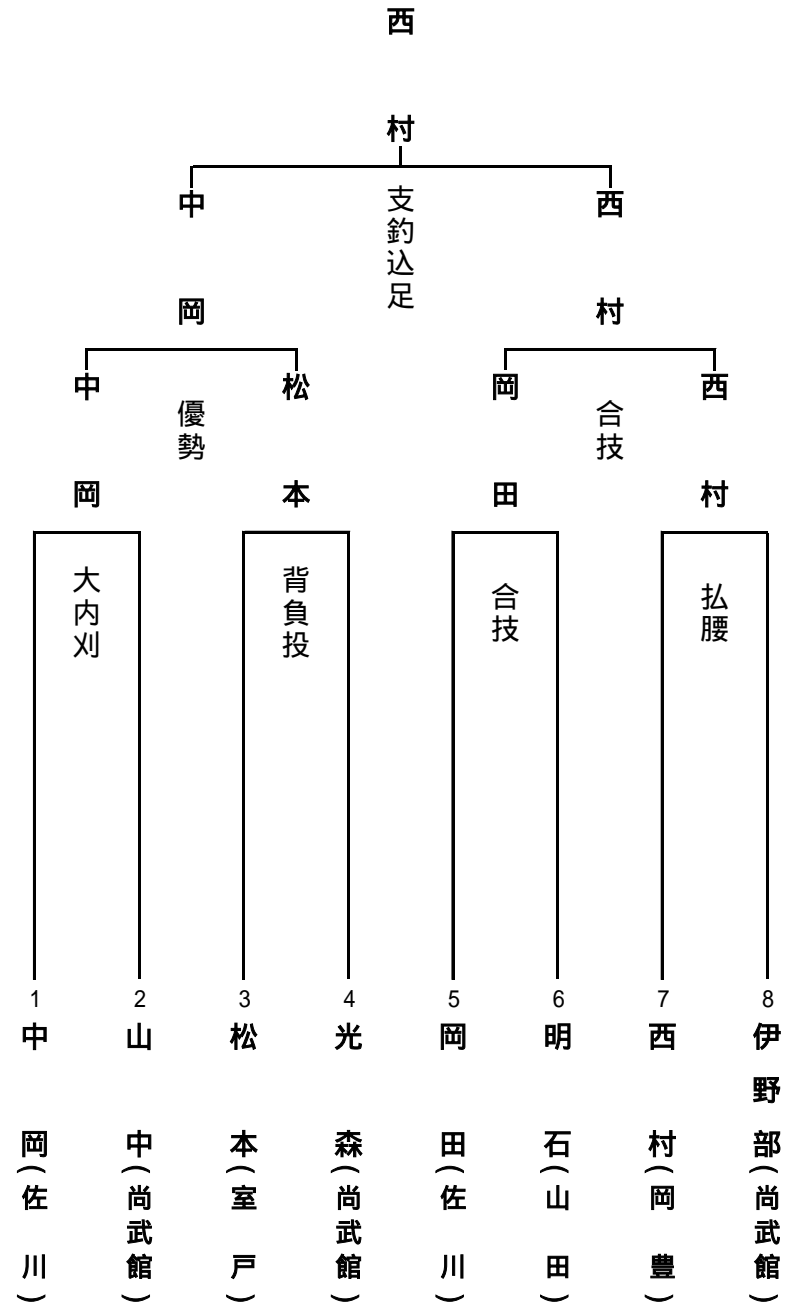 西村
中岡
支釣込足
西村
中岡
優勢
松本
岡田
合技
西村
大内刈
背負投
合技
払腰
1 中岡(佐川)
2 山中(尚武館)
3 松本(室戸)
4 光森(尚武館)
5 岡田(佐川)
6 明石(山田)
7 西村(岡豊)
8 伊野部(尚武館)